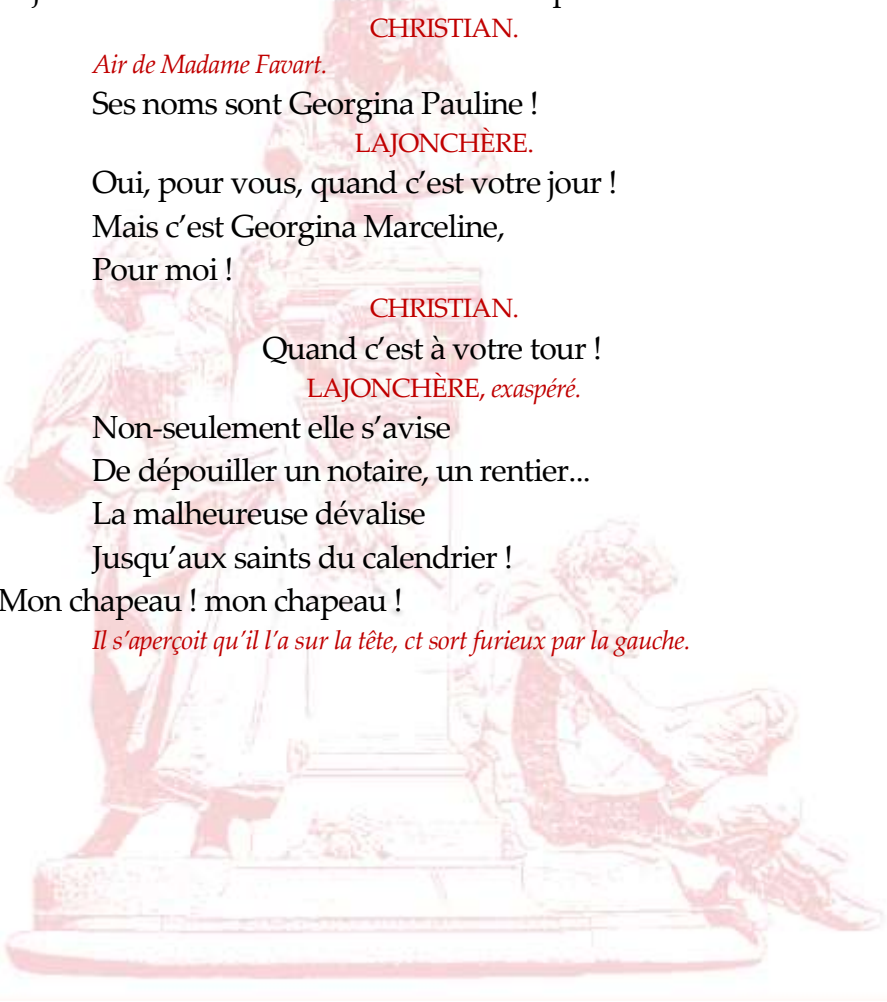 CHRISTIAN.
Air de Madame Favart.
Ses noms sont Georgina Pauline !
LAJONCHÈRE.
Oui, pour vous, quand c’est votre jour !
Mais c’est Georgina Marceline,
Pour moi !
CHRISTIAN.
Quand c’est à votre tour !
LAJONCHÈRE, exaspéré.
Non-seulement elle s’avise
De dépouiller un notaire, un rentier...
La malheureuse dévalise
Jusqu’aux saints du calendrier !
Mon chapeau ! mon chapeau !
Il s’aperçoit qu’il l’a sur la tête, ct sort furieux par la gauche.